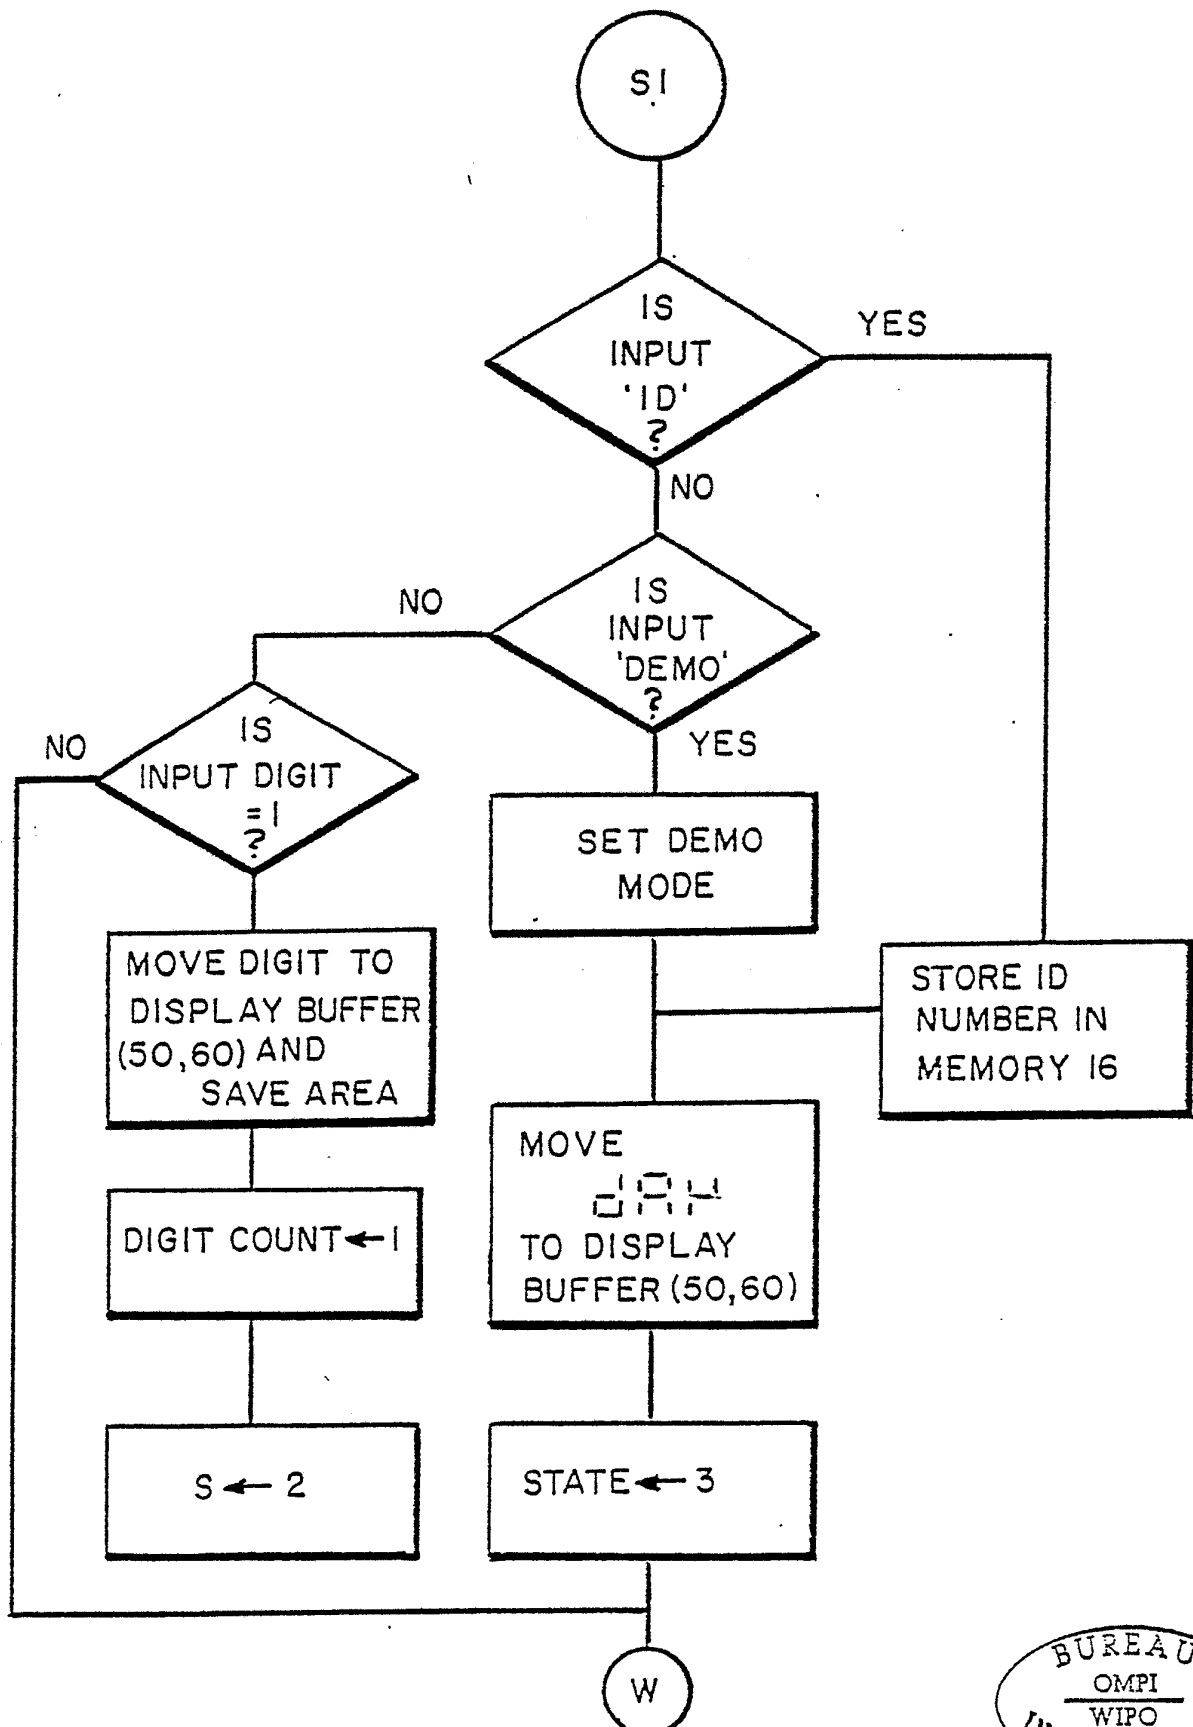 S1
IS
INPUT
'ID'
?
YES
NO
IS
INPUT
'DEMO'
?
NO
YES
IS
INPUT DIGIT
=1
?
NO
SET DEMO
MODE
MOVE DIGIT TO
DISPLAY BUFFER
(50,60) AND
SAVE AREA
STORE ID
NUMBER IN
MEMORY 16
MOVE
TO DISPLAY
BUFFER (50,60)
DIGIT COUNT ← 1
S ← 2
STATE ← 3
W
BUREAU
OMPI
WIPO